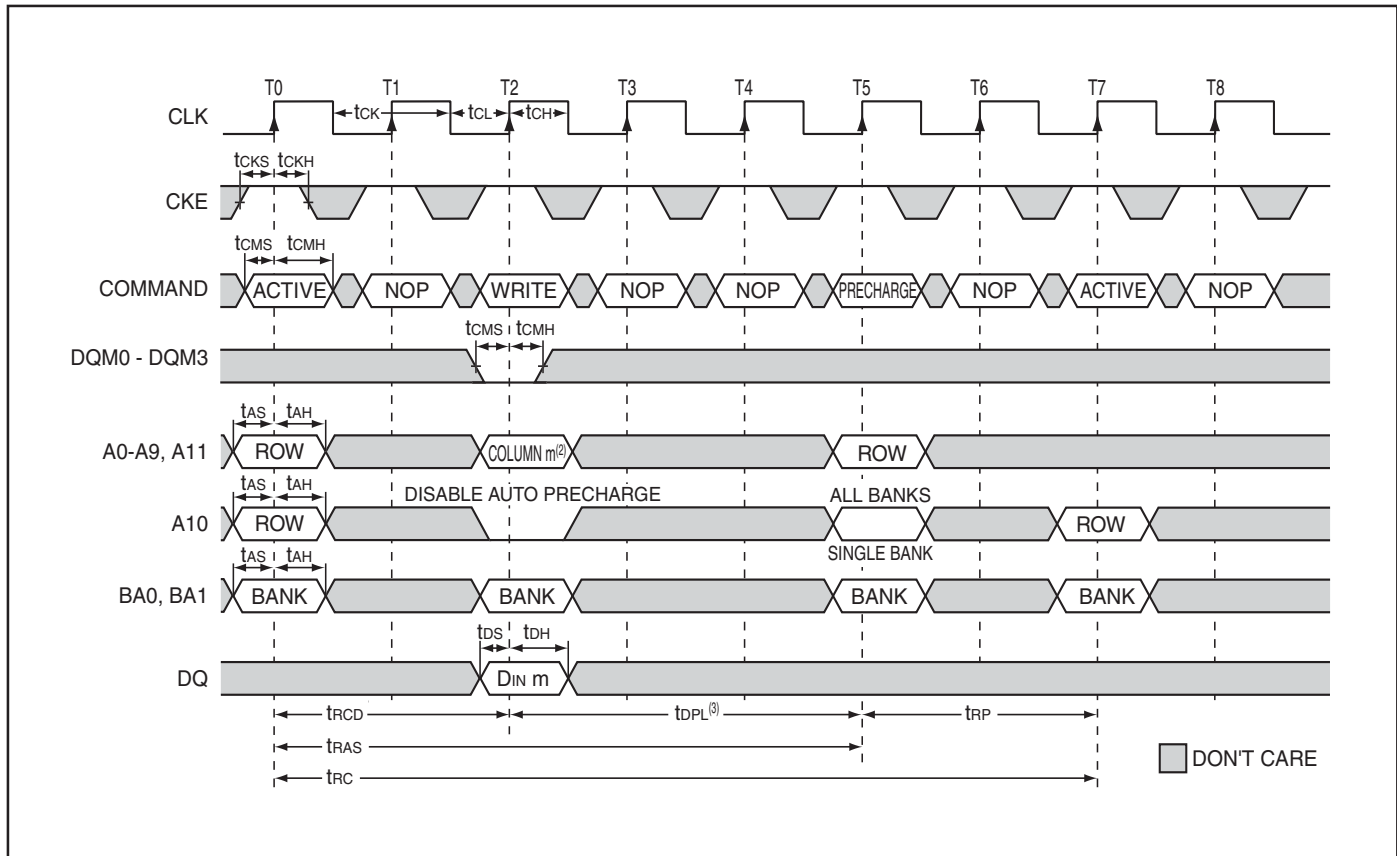 T0 T1 T2 T3 T4 T5 T6 T7 T8
CLK tCK tCL tCH
tCKS tCKH
CKE
tCMS tCMH
COMMAND ACTIVE NOP WRITE NOP NOP PRECHARGE NOP ACTIVE NOP
tCMS tCMH
DQM0 - DQM3
tAS tAH
A0-A9, A11 ROW COLUMN m(2) ROW
tAS tAH DISABLE AUTO PRECHARGE ALL BANKS
A10 ROW ROW
tAS tAH SINGLE BANK
BA0, BA1 BANK BANK BANK BANK
tDS tDH
DQ DIN m
tRCD tDPL(3) tRP
tRAS
DON'T CARE
tRC